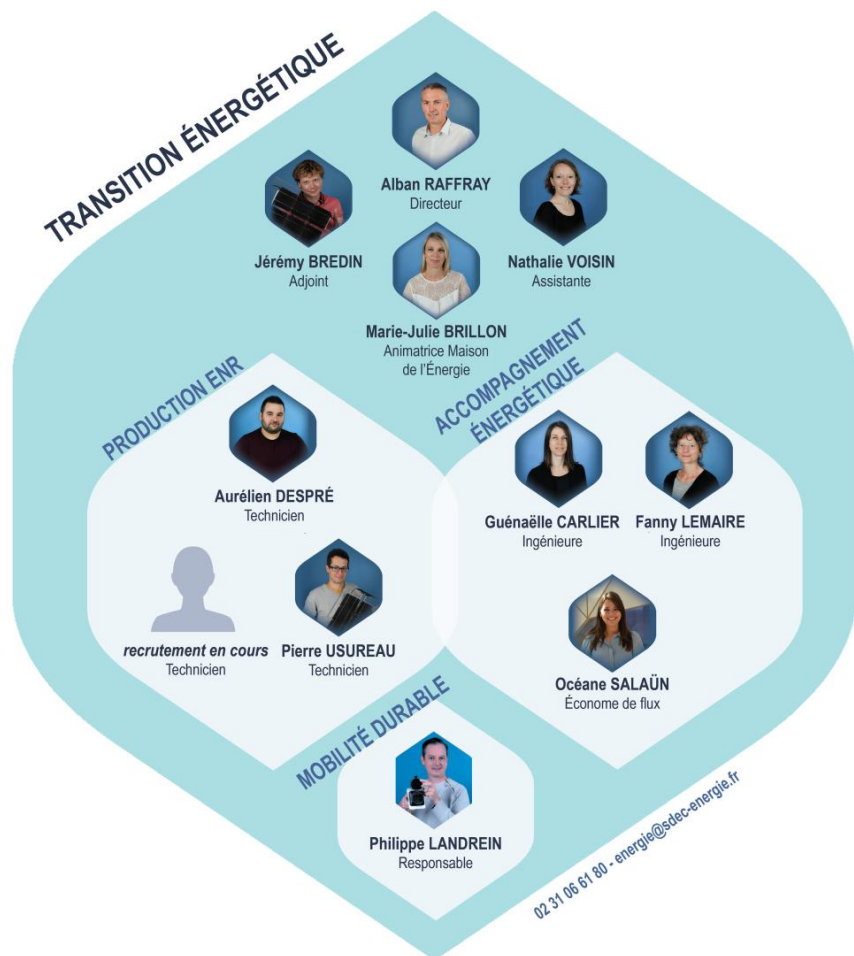 TRANSITION ÉNERGÉTIQUE
Alban RAFFRAY
Directeur
Jérémy BREDIN
Adjoint
Nathalie VOISIN
Assistante
Marie-Julie BRILLON
Animatrice Maison
de l'Énergie
PRODUCTION ENR
Aurélien DESPRÉ
Technicien
recrutement en cours
Technicien
Pierre USUREAU
Technicien
ACCOMPAGNEMENT
ÉNERGÉTIQUE
Guénaëlle CARLIER
Ingénieure
Fanny LEMAIRE
Ingénieure
Océane SALAÜN
Économe de flux
MOBILITÉ DURABLE
Philippe LANDREIN
Responsable
02 31 06 61 80 - energie@sdec-energie.fr